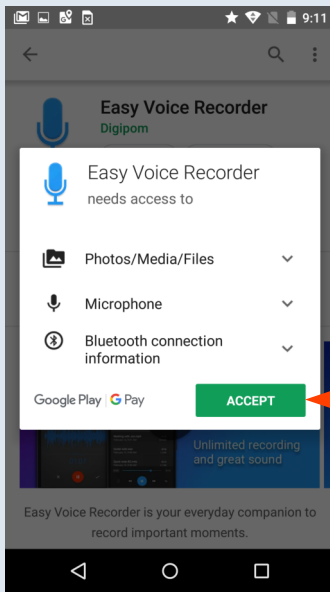 9:11
Easy Voice Recorder
Digipom
Easy Voice Recorder
needs access to
Photos/Media/Files
Microphone
Bluetooth connection
information
Google Play G Pay
ACCEPT
Unlimited recording
and great sound
Easy Voice Recorder is your everyday companion to
record important moments.